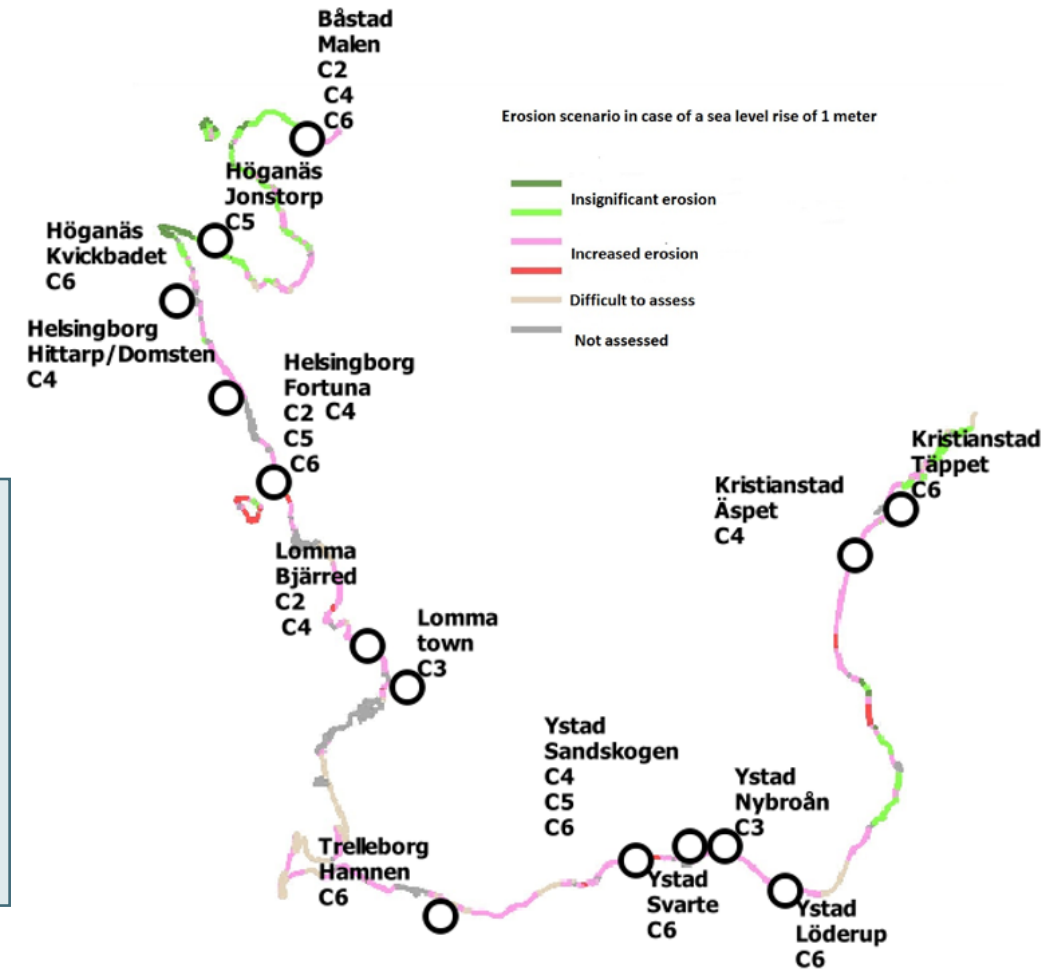 Båstad
Malen
C2
C4
C6
Erosion scenario in case of a sea level rise of 1 meter
Insignificant erosion
Increased erosion
Difficult to assess
Not assessed
Höganäs
Jonstorp
C5
Höganäs
Kvickbadet
C6
Helsingborg
Hittarp/Domsten
C4
Helsingborg
Fortuna
C2 C4
C5
C6
Kristianstad
Täppet
C6
Kristianstad
Äspet
C4
Lomma
Bjärred
C2
C4
Lomma
town
C3
Ystad
Sandskogen
C4
C5
C6
Ystad
Nybroån
C3
Trelleborg
Hamnen
C6
Ystad
Svarte
C6
Ystad
Löderup
C6